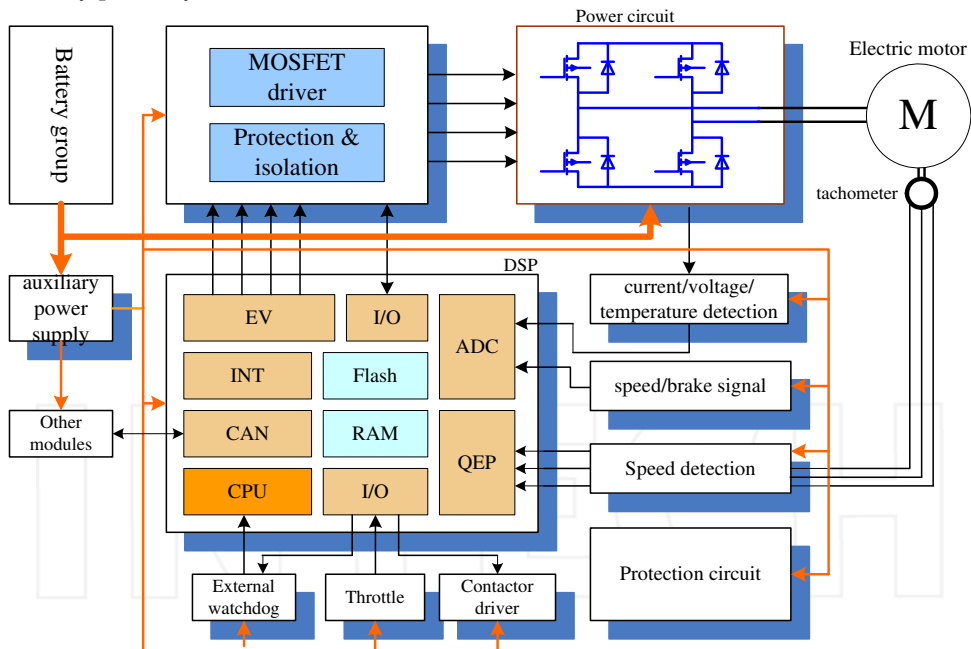 Power circuit
Battery group
MOSFET
driver
Protection &
isolation
Electric motor
M
tachometer
auxiliary
power
supply
DSP
current/voltage/
temperature detection
EV
I/O
ADC
INT
Flash
speed/brake signal
Other
modules
CAN
RAM
QEP
Speed detection
CPU
I/O
Protection circuit
External
watchdog
Throttle
Contactor
driver